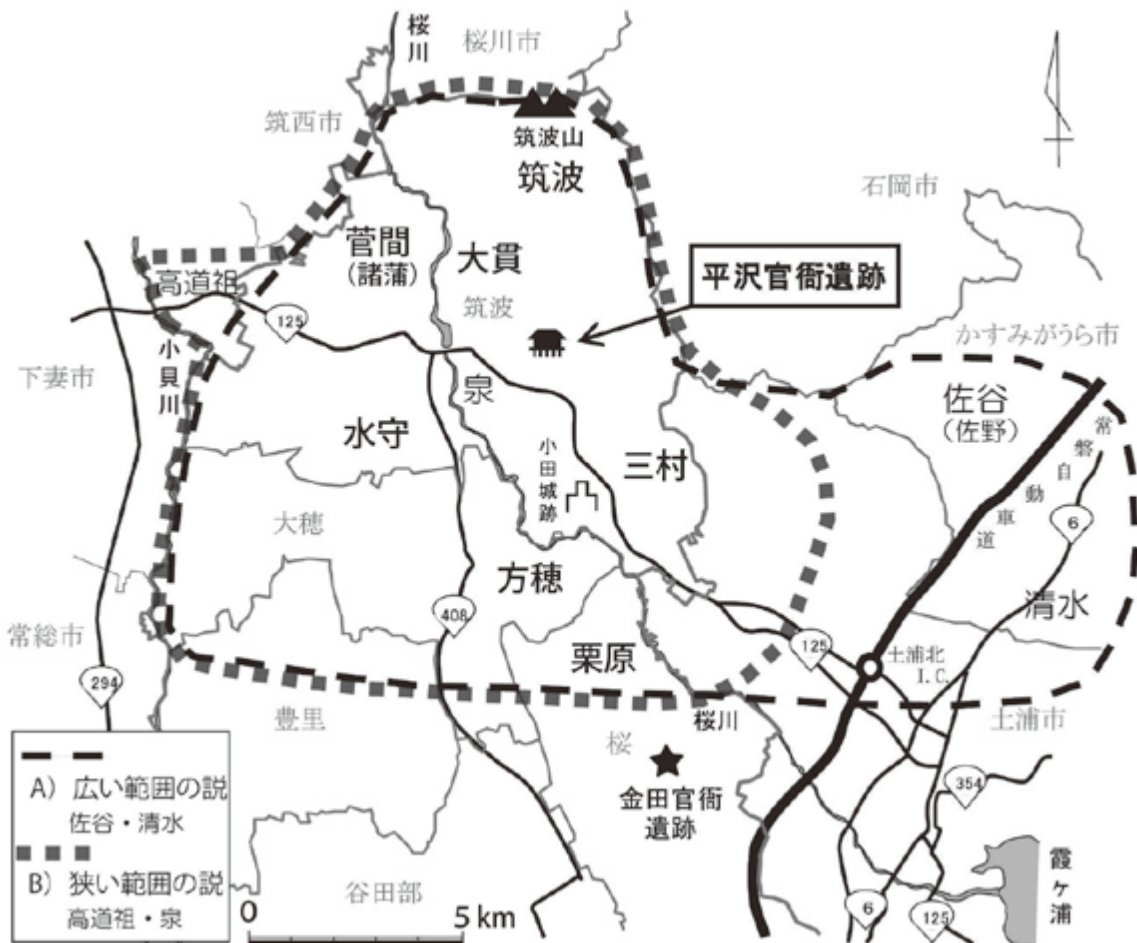 桜川
桜川市
筑西市
筑波山
筑波
石岡市
菅間
(諸蒲)
大貫
平沢官衙遺跡
高道祖
筑波
125
かすみがうら市
小貝川
下妻市
泉
佐谷
(佐野)
常磐自動車道
水守
小田城跡
三村
6
大穂
方穂
清水
408
常総市
栗原
125
土浦北
I.C.
294
豊里
桜川
土浦市
桜
金田官衙
遺跡
354
A) 広い範囲の説
佐谷・清水
B) 狭い範囲の説
高道祖・泉
谷田部
0 5km
霞ヶ浦
6
125